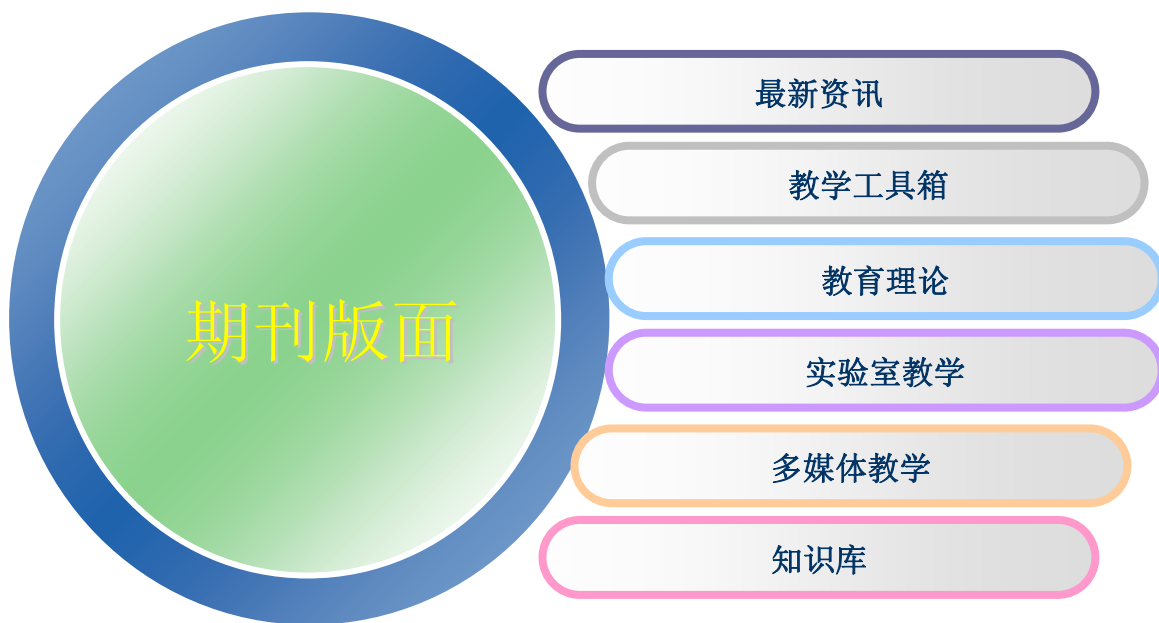 期刊版面
最新资讯
教学工具箱
教育理论
实验室教学
多媒体教学
知识库